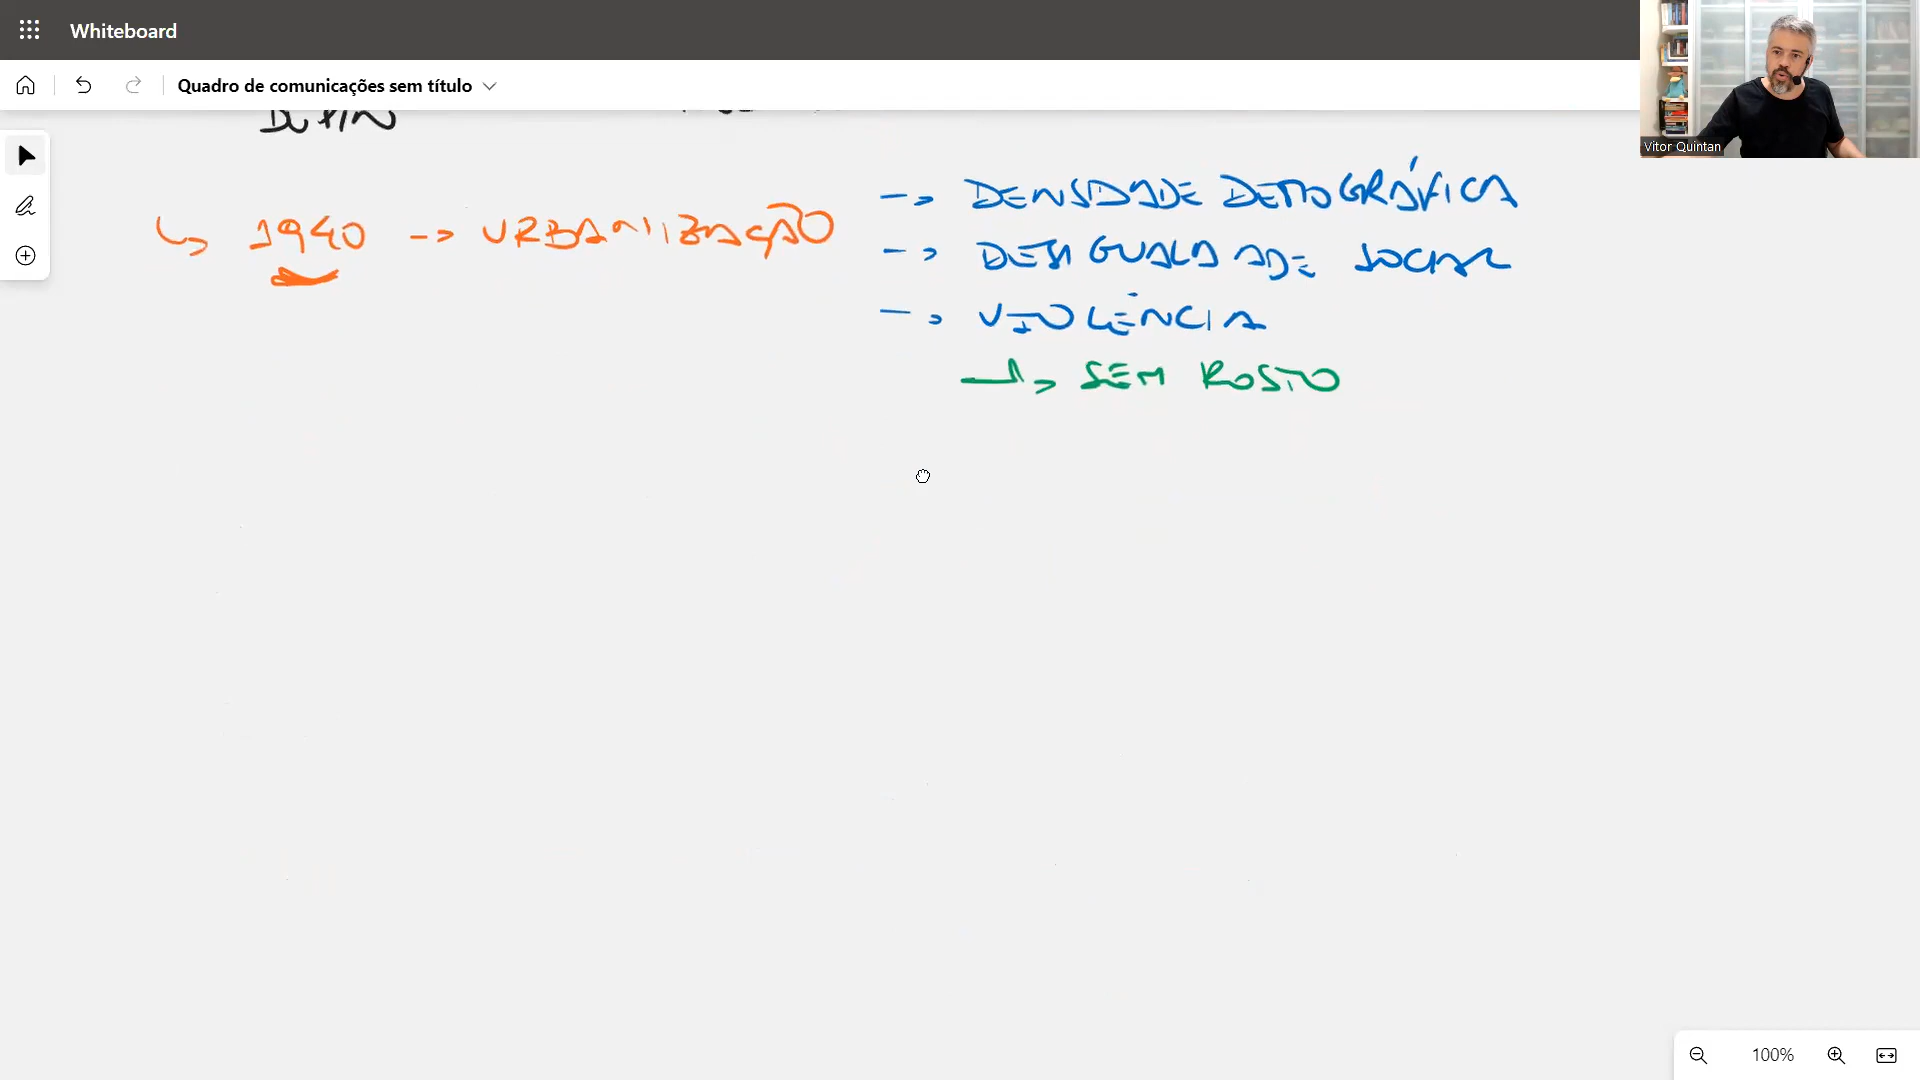 Whiteboard
Quadro de comunicações sem título
Vitor Quintan
→ DENSIDADE DEMOGRÁFICA
↳ 1940 → URBANIZAÇÃO
→ DESIGUALDADE SOCIAL
→ VIOLÊNCIA
↳ SEM ROSTO
100%